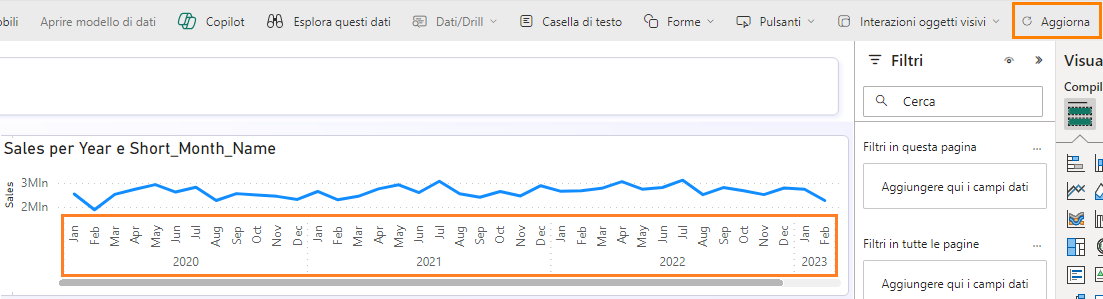 Aprire modello di dati Copilot Esplora questi dati Dati/Drill Casella di testo Forme Pulsanti Interazioni oggetti visivi Aggiorna
Filtri
Cerca
Filtri in questa pagina ...
Aggiungere qui i campi dati
Filtri in tutte le pagine ...
Aggiungere qui i campi dati
Compil
Sales per Year e Short_Month_Name
Sales
3Mln
2Mln
Jan Feb Mar Apr May Jun Jul Aug Sep Oct Nov Dec Jan Feb Mar Apr May Jun Jul Aug Sep Oct Nov Dec Jan Feb Mar Apr May Jun Jul Aug Sep Oct Nov Dec Jan Feb
2020 2021 2022 2023